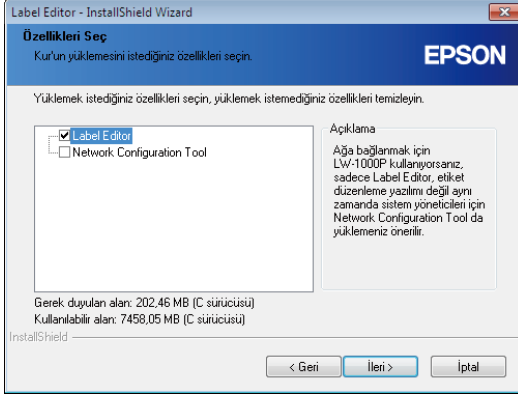 Label Editor - InstallShield Wizard
Özellikleri Seç
Kur'un yüklemesini istediğiniz özellikleri seçin.
EPSON
Yüklemek istediğiniz özellikleri seçin, yüklemek istemediğiniz özellikleri temizleyin.
Label Editor
Network Configuration Tool
Açıklama
Ağa bağlanmak için
LW-1000P kullanıyorsanız,
sadece Label Editor, etiket
düzenleme yazılımı değil aynı
zamanda sistem yöneticileri için
Network Configuration Tool da
yüklemeniz önerilir.
Gerek duyulan alan: 202,46 MB (C sürücüsü)
Kullanılabilir alan: 7458,05 MB (C sürücüsü)
InstallShield
< Geri
İleri >
İptal